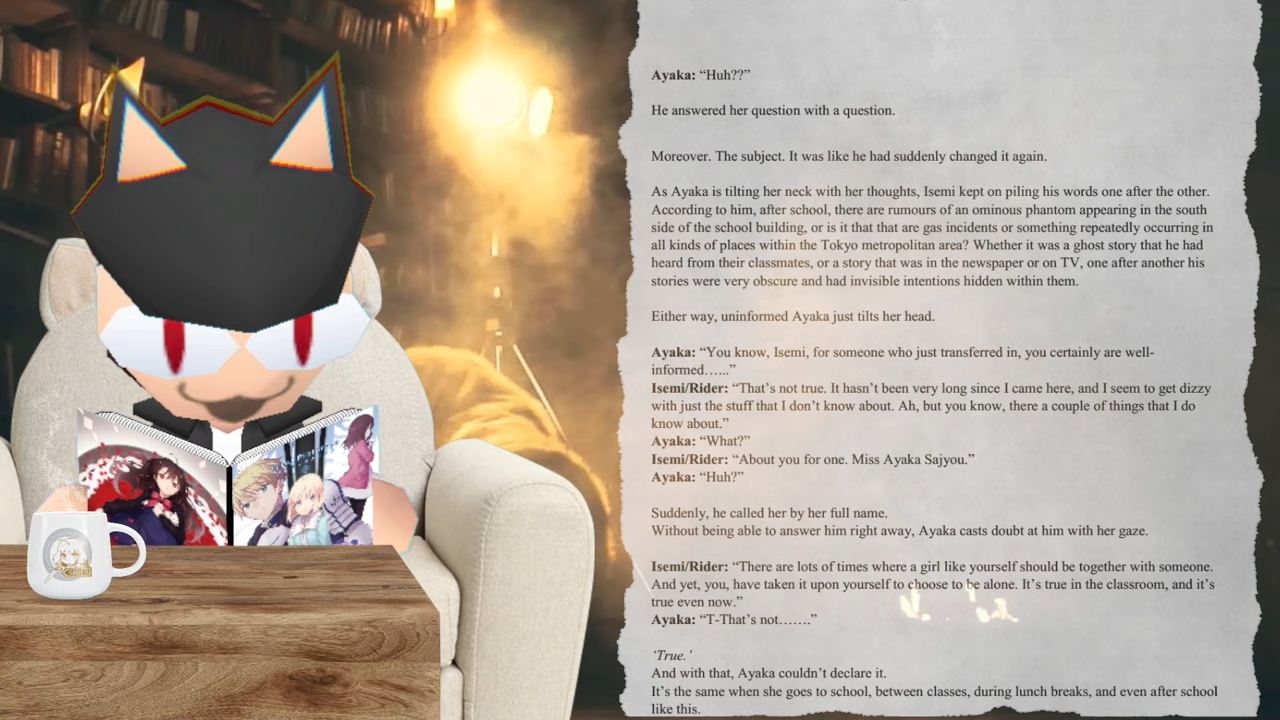 Ayaka: “Huh??”
He answered her question with a question.
Moreover. The subject. It was like he had suddenly changed it again.
As Ayaka is tilting her neck with her thoughts, Isemi kept on piling his words one after the other.
According to him, after school, there are rumours of an ominous phantom appearing in the south
side of the school building, or is it that that are gas incidents or something repeatedly occurring in
all kinds of places within the Tokyo metropolitan area? Whether it was a ghost story that he had
heard from their classmates, or a story that was in the newspaper or on TV, one after another his
stories were very obscure and had invisible intentions hidden within them.
Either way, uninformed Ayaka just tilts her head.
Ayaka: “You know, Isemi, for someone who just transferred in, you certainly are well-
informed…...”
Isemi/Rider: “That’s not true. It hasn’t been very long since I came here, and I seem to get dizzy
with just the stuff that I don’t know about. Ah, but you know, there a couple of things that I do
know about.”
Ayaka: “What?”
Isemi/Rider: “About you for one. Miss Ayaka Sajyou.”
Ayaka: “Huh?”
Suddenly, he called her by her full name.
Without being able to answer him right away, Ayaka casts doubt at him with her gaze.
Isemi/Rider: “There are lots of times where a girl like yourself should be together with someone.
And yet, you, have taken it upon yourself to choose to be alone. It’s true in the classroom, and it’s
true even now.”
Ayaka: “T-That’s not…….”
‘True.’
And with that, Ayaka couldn’t declare it.
It’s the same when she goes to school, between classes, during lunch breaks, and even after school
like this.